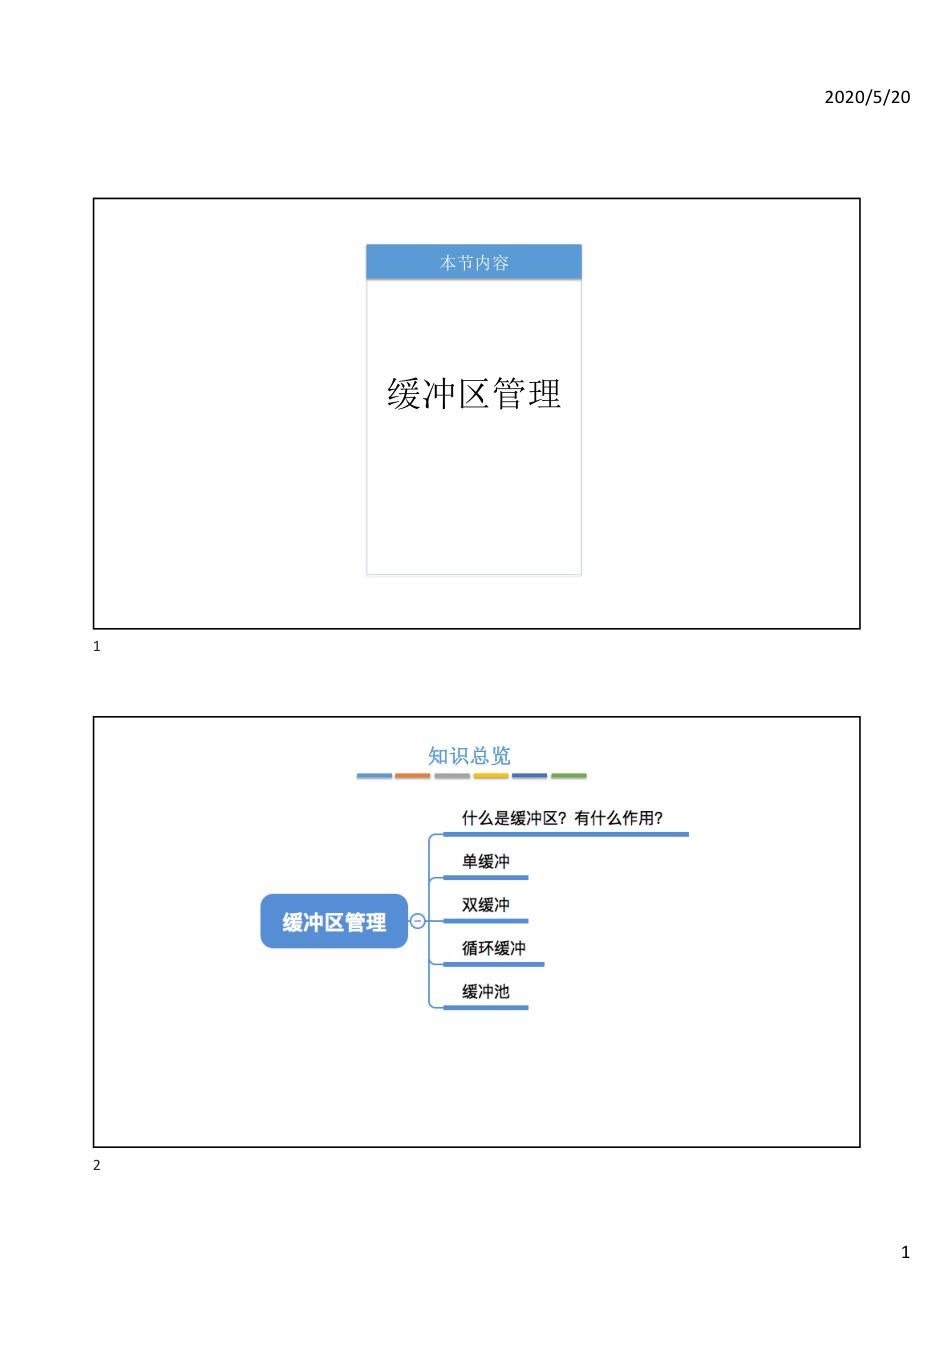 2020/5/20
本节内容
缓冲区管理
1
知识总览
什么是缓冲区？有什么作用？
单缓冲
双缓冲
缓冲区管理
循环缓冲
缓冲池
2
1